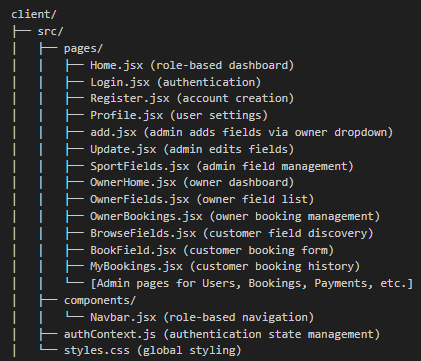 client/
├── src/
│   ├── pages/
│   │   ├── Home.jsx (role-based dashboard)
│   │   ├── Login.jsx (authentication)
│   │   ├── Register.jsx (account creation)
│   │   ├── Profile.jsx (user settings)
│   │   ├── add.jsx (admin adds fields via owner dropdown)
│   │   ├── Update.jsx (admin edits fields)
│   │   ├── SportFields.jsx (admin field management)
│   │   ├── OwnerHome.jsx (owner dashboard)
│   │   ├── OwnerFields.jsx (owner field list)
│   │   ├── OwnerBookings.jsx (owner booking management)
│   │   ├── BrowseFields.jsx (customer field discovery)
│   │   ├── BookField.jsx (customer booking form)
│   │   ├── MyBookings.jsx (customer booking history)
│   │   └── [Admin pages for Users, Bookings, Payments, etc.]
│   ├── components/
│   │   └── Navbar.jsx (role-based navigation)
│   ├── authContext.js (authentication state management)
│   └── styles.css (global styling)